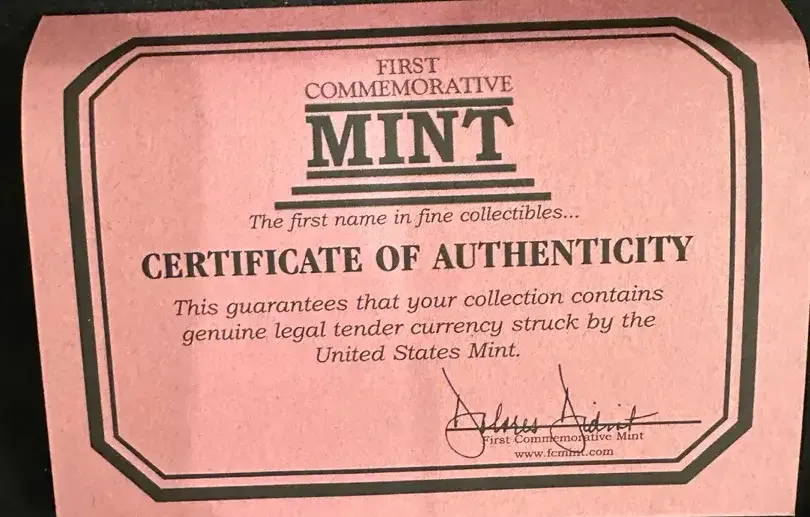 FIRST
COMMEMORATIVE
MINT
The first name in fine collectibles...
CERTIFICATE OF AUTHENTICITY
This guarantees that your collection contains
genuine legal tender currency struck by the
United States Mint.
Dolores
First Commemorative Mint
www.fcmint.com